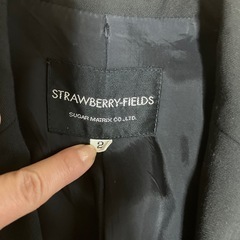 STRAWBERRY-FIELDS
SUGAR MATRIX CO.,LTD.
2